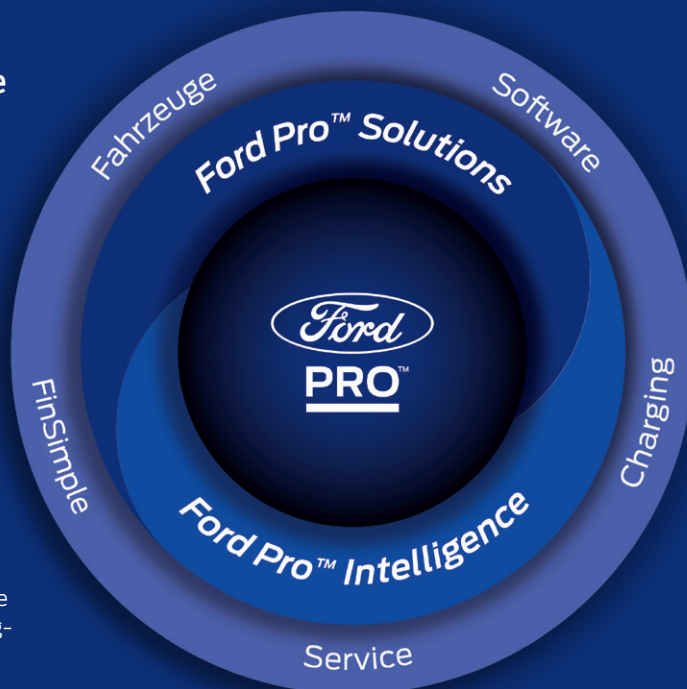 Fahrzeuge
Software
Ford Pro™ Solutions
Ford
PRO™
FinSimple
Charging
Ford Pro™ Intelligence
Service